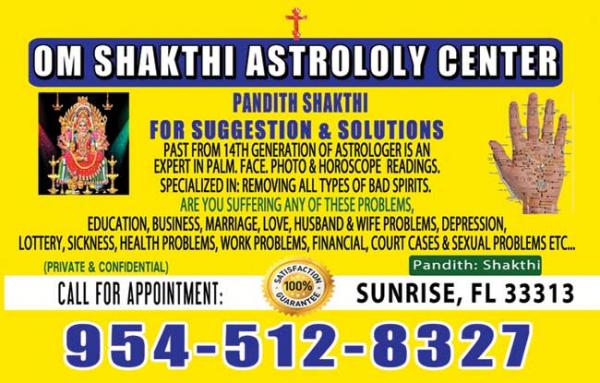 OM SHAKTHI ASTROLOLY CENTER
PANDITH SHAKTHI
FOR SUGGESTION & SOLUTIONS
PAST FROM 14TH GENERATION OF ASTROLOGER IS AN
EXPERT IN PALM. FACE. PHOTO & HOROSCOPE READINGS.
SPECIALIZED IN: REMOVING ALL TYPES OF BAD SPIRITS.
ARE YOU SUFFERING ANY OF THESE PROBLEMS,
EDUCATION, BUSINESS, MARRIAGE, LOVE, HUSBAND & WIFE PROBLEMS, DEPRESSION,
LOTTERY, SICKNESS, HEALTH PROBLEMS, WORK PROBLEMS, FINANCIAL, COURT CASES & SEXUAL PROBLEMS ETC...
(PRIVATE & CONFIDENTIAL)
Pandith: Shakthi
CALL FOR APPOINTMENT:
SATISFACTION
100%
GUARANTEE
SUNRISE, FL 33313
954-512-8327